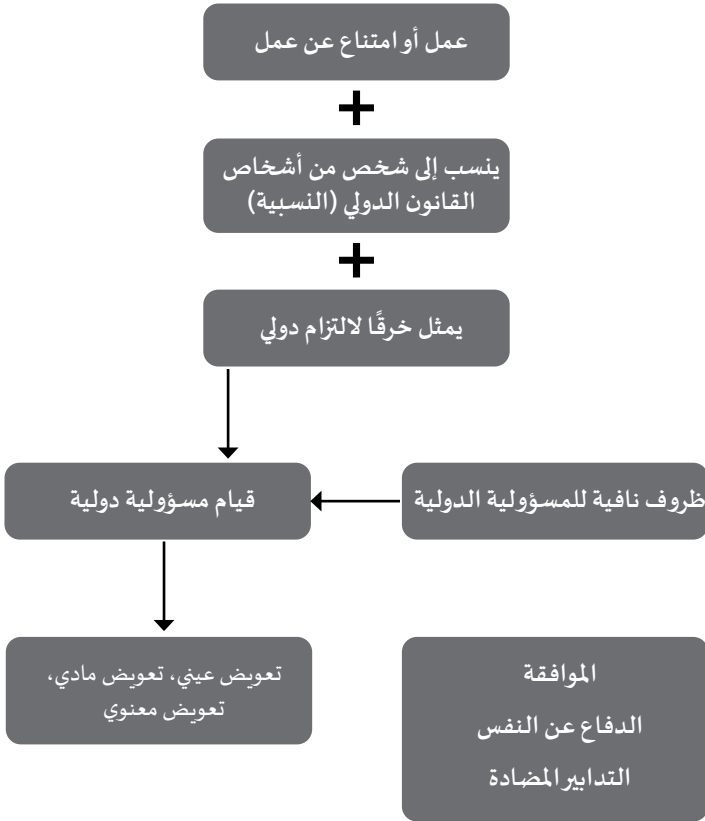 عمل أو امتناع عن عمل
+
ينسب إلى شخص من أشخاص
القانون الدولي (النسبية)
+
يمثل خرقًا لالتزام دولي
ظروف نافية للمسؤولية الدولية
قيام مسؤولية دولية
الموافقة
الدفاع عن النفس
التدابير المضادة
تعويض عيني، تعويض مادي،
تعويض معنوي